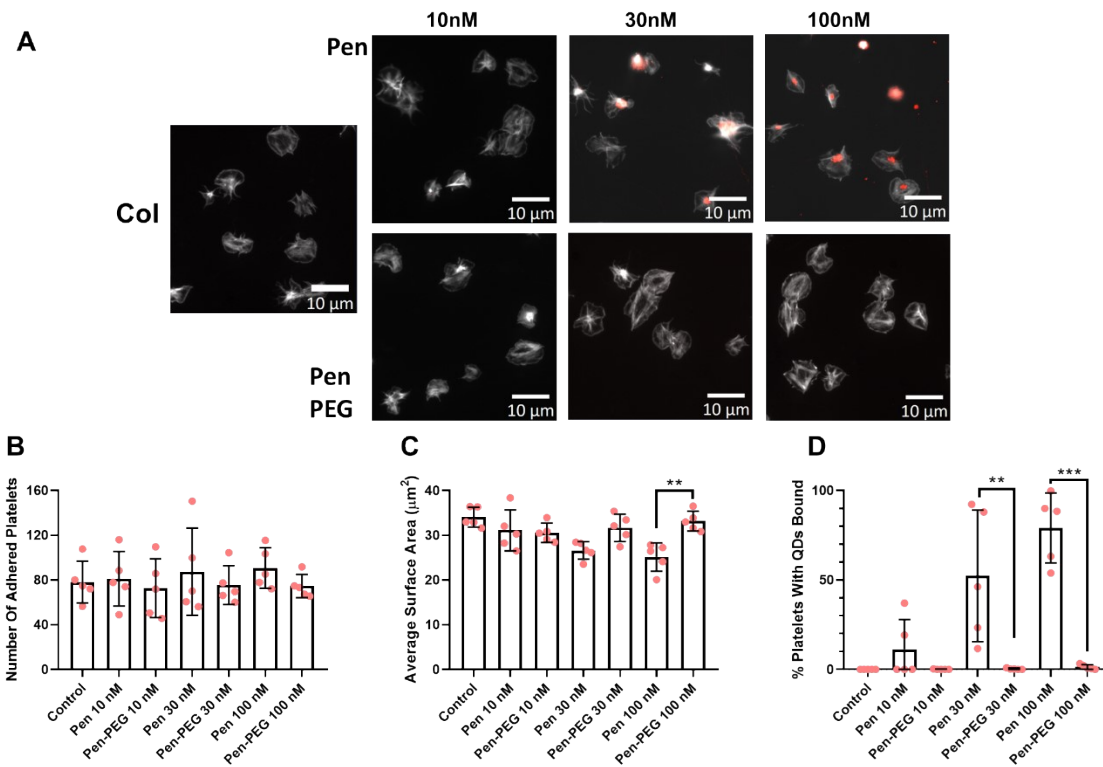 A
10nM
30nM
100nM
Pen
10 µm
10 µm
10 µm
Col
10 µm
Pen
PEG
10 µm
10 µm
10 µm
B
Number Of Adhered Platelets
160
120
80
40
0
Control
Pen 10 nM
Pen-PEG 10 nM
Pen 30 nM
Pen-PEG 30 nM
Pen 100 nM
Pen-PEG 100 nM
C
Average Surface Area (µm²)
40
30
20
10
0
**
Control
Pen 10 nM
Pen-PEG 10 nM
Pen 30 nM
Pen-PEG 30 nM
Pen 100 nM
Pen-PEG 100 nM
D
% Platelets With QDs Bound
100
50
0
**
***
Control
Pen 10 nM
Pen-PEG 10 nM
Pen 30 nM
Pen-PEG 30 nM
Pen 100 nM
Pen-PEG 100 nM